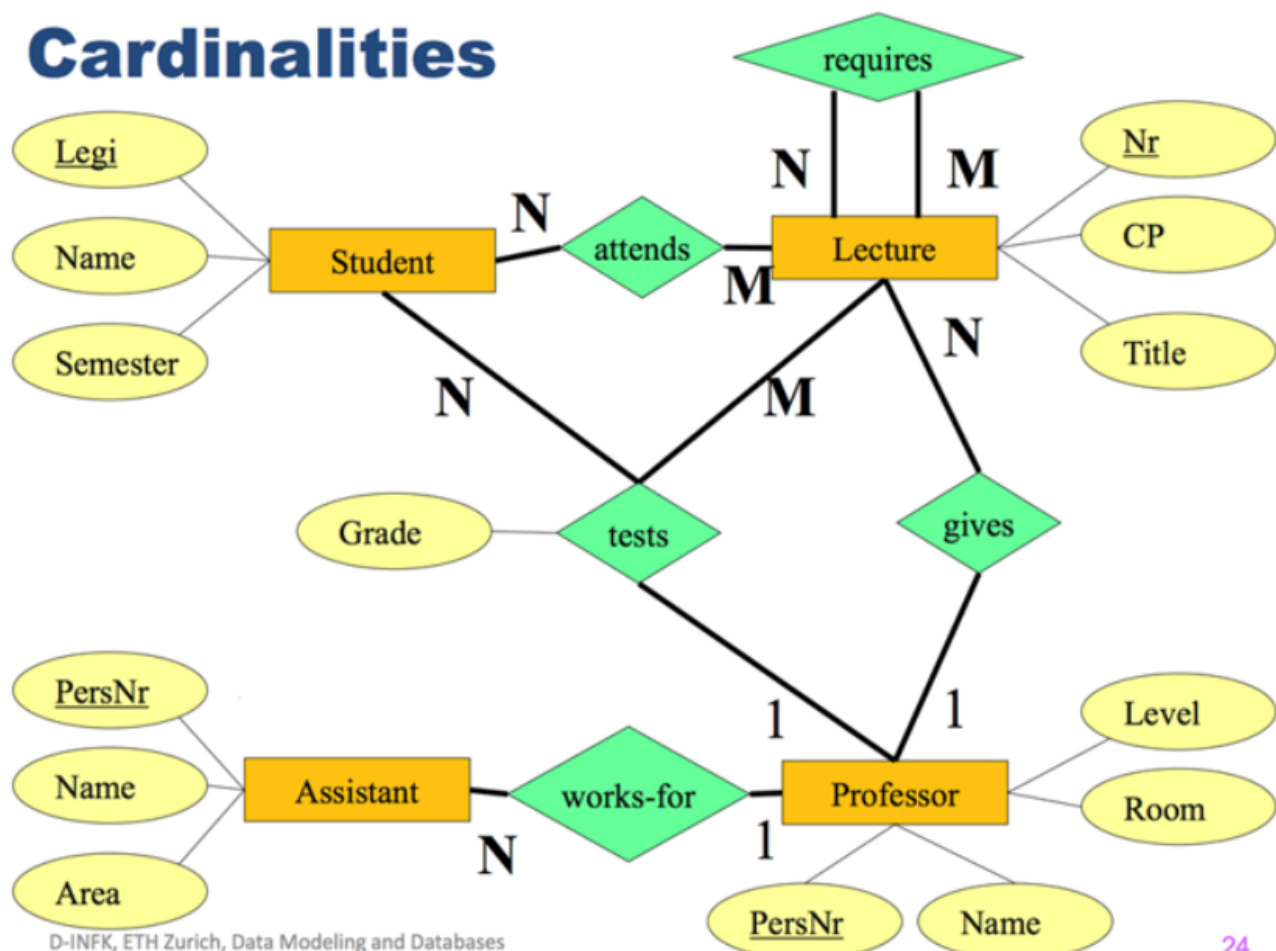 Cardinalities
requires
Legi
Nr
N
M
N
Name
Student
attends
Lecture
CP
M
Semester
N
Title
N
M
Grade
tests
gives
PersNr
1
1
Level
Name
Assistant
works-for
Professor
Room
N
1
Area
PersNr
Name
D-INFK, ETH Zurich, Data Modeling and Databases
24